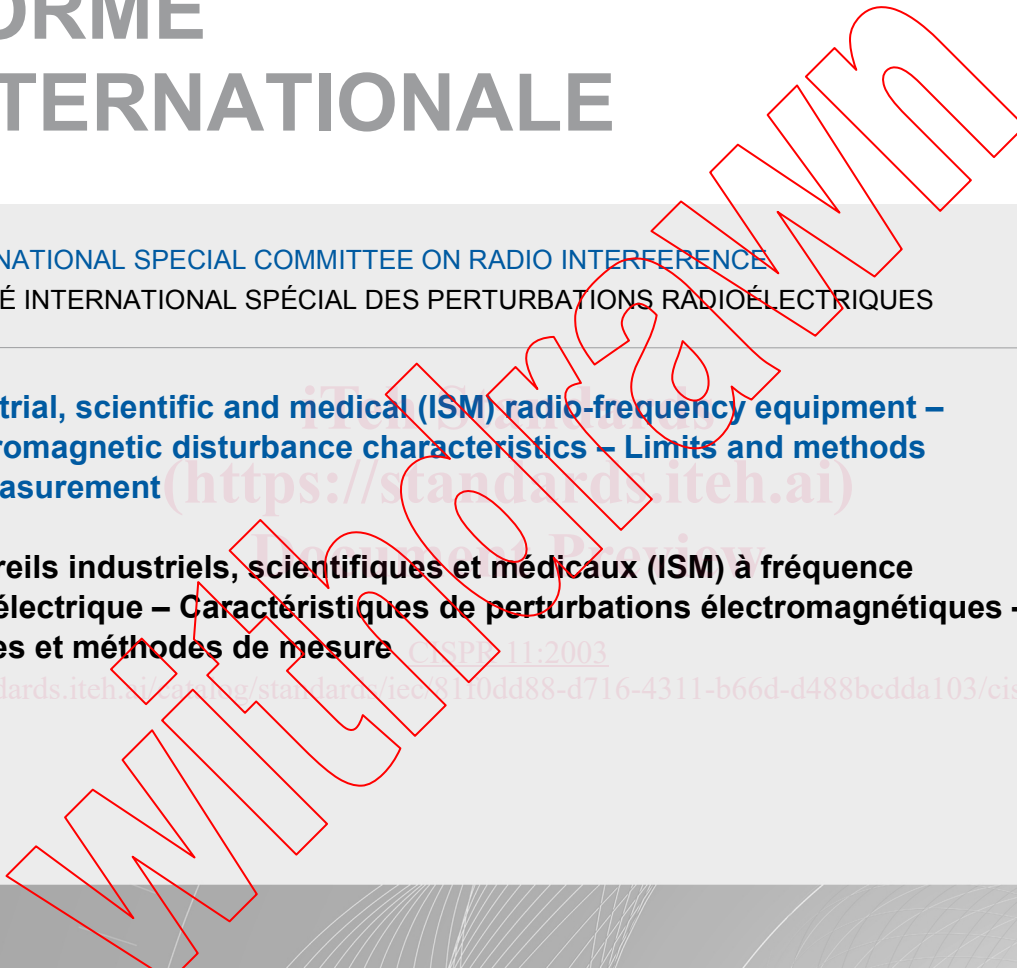 ORME
TERNATIONALE
NATIONAL SPECIAL COMMITTEE ON RADIO INTERFERENCE
É INTERNATIONAL SPÉCIAL DES PERTURBATIONS RADIOÉLECTRIQUES
trial, scientific and medical (ISM) radio-frequency equipment –
romagnetic disturbance characteristics – Limits and methods
asurement
iTeh Standards
(https://standards.iteh.ai)
Document Preview
reils industriels, scientifiques et médicaux (ISM) à fréquence
électrique – Caractéristiques de perturbations électromagnétiques -
es et méthodes de mesure
CISPR 11:2003
dards.iteh.ai/catalog/standards/iec/81f0dd88-d716-4311-b66d-d488bcdda103/cis
withdrawn